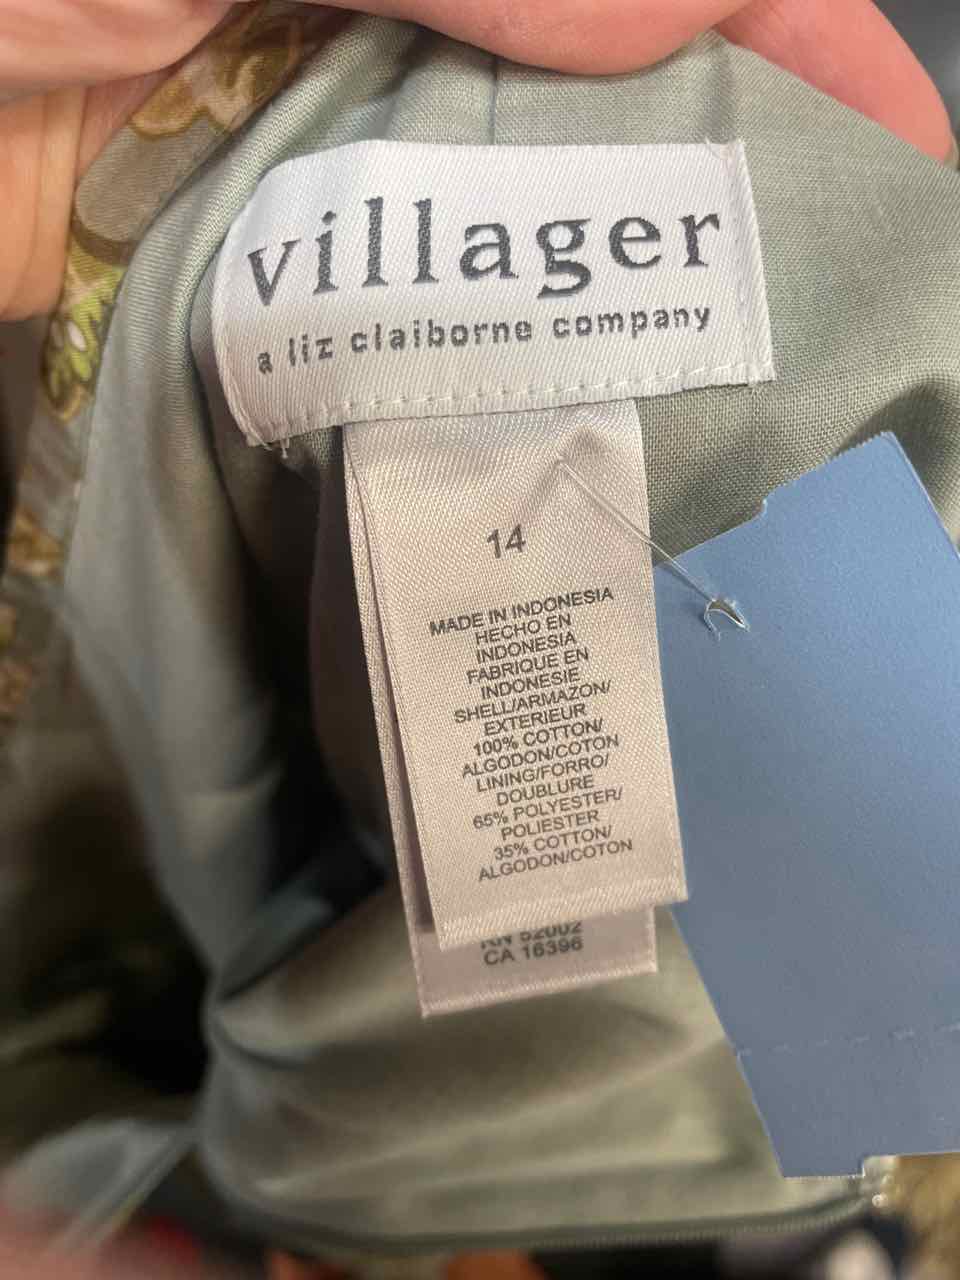 villager
a liz claiborne company
14
MADE IN INDONESIA
HECHO EN
INDONESIA
FABRIQUE EN
INDONESIE
SHELL/ARMAZON/
EXTERIEUR
100% COTTON/
ALGODON/COTON
LINING/FORRO/
DOUBLURE
65% POLYESTER/
POLIESTER
35% COTTON/
ALGODON/COTON
RN 52002
CA 16396